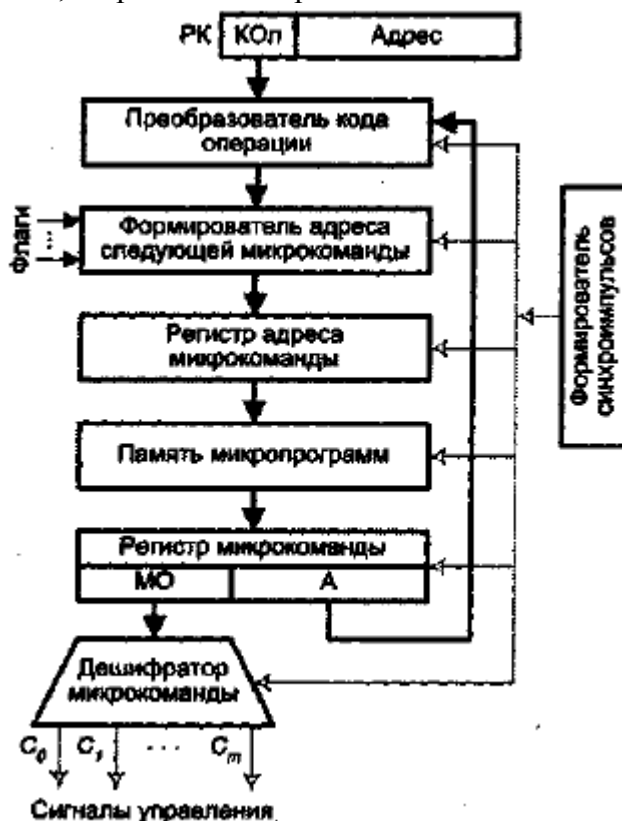 РК КОп Адрес
Преобразователь кода
операции
Флаги
...
Формирователь адреса
следующей микрокоманды
Регистр адреса
микрокоманды
Формирователь
синхроимпульсов
Память микропрограмм
Регистр микрокоманды
МО А
Дешифратор
микрокоманды
C0 C1 ... Cm
Сигналы управления